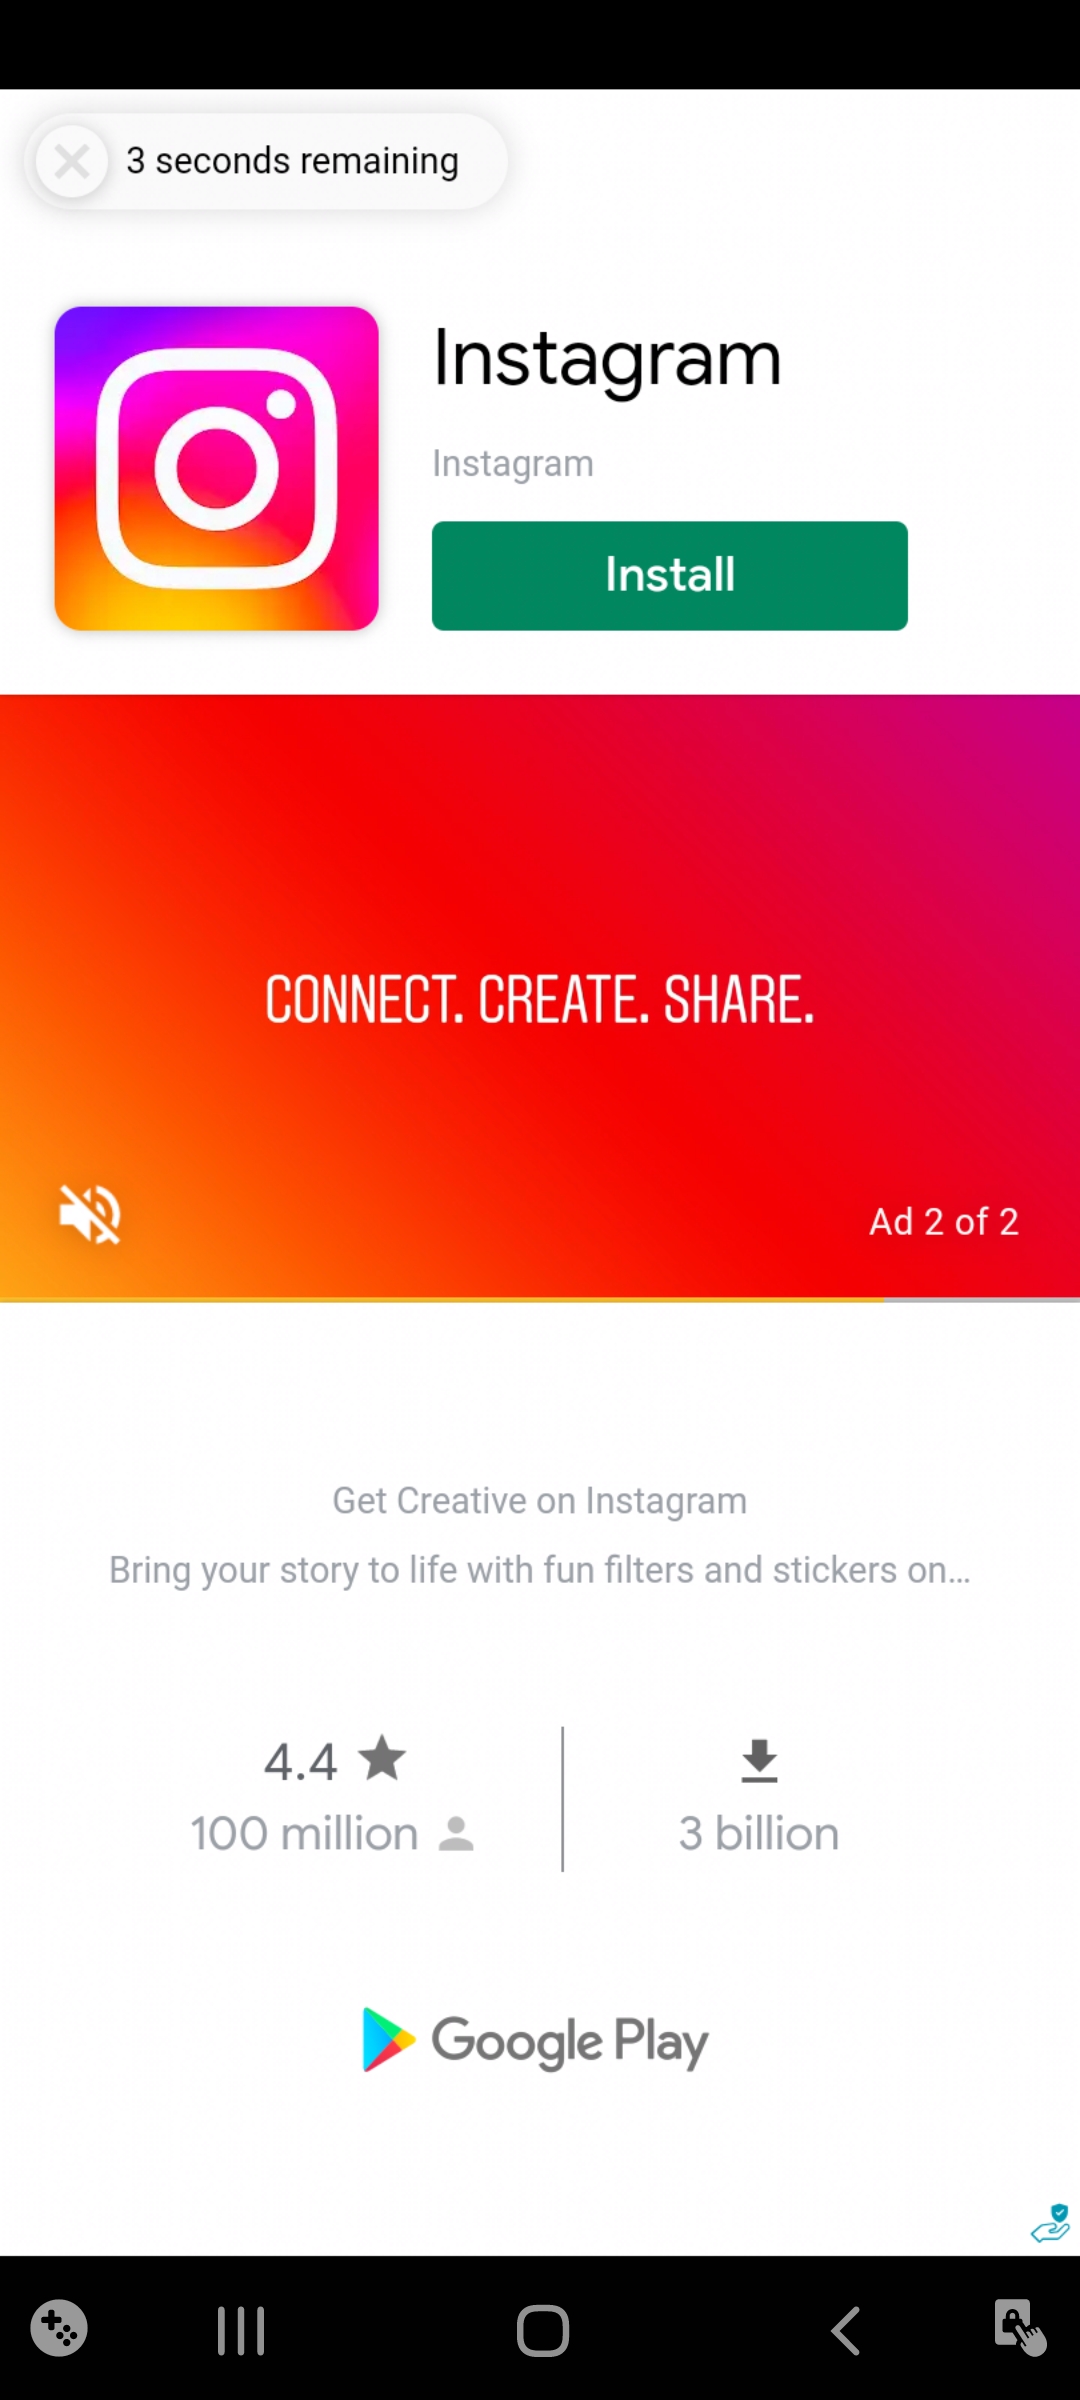 3 seconds remaining
Instagram
Instagram
Install
CONNECT. CREATE. SHARE.
Ad 2 of 2
Get Creative on Instagram
Bring your story to life with fun filters and stickers on...
4.4
100 million
3 billion
Google Play